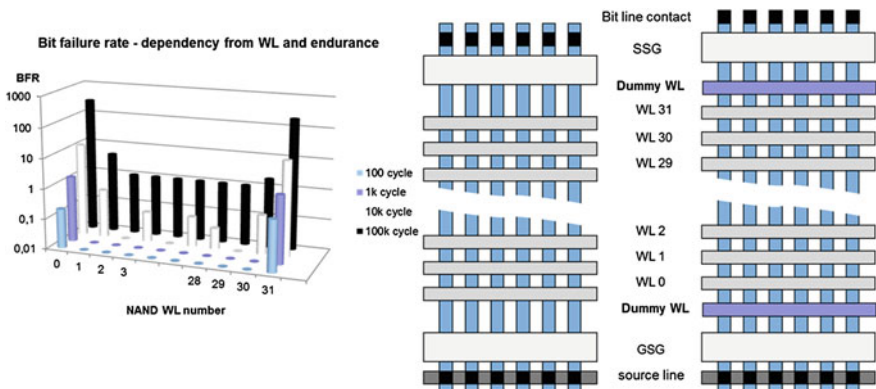 Bit failure rate - dependency from WL and endurance
BFR
1000
100
10
1
0,1
0,01
0
1
2
3
28
29
30
31
NAND WL number
100 cycle
1k cycle
10k cycle
100k cycle
Bit line contact
SSG
Dummy WL
WL 31
WL 30
WL 29
WL 2
WL 1
WL 0
Dummy WL
GSG
source line